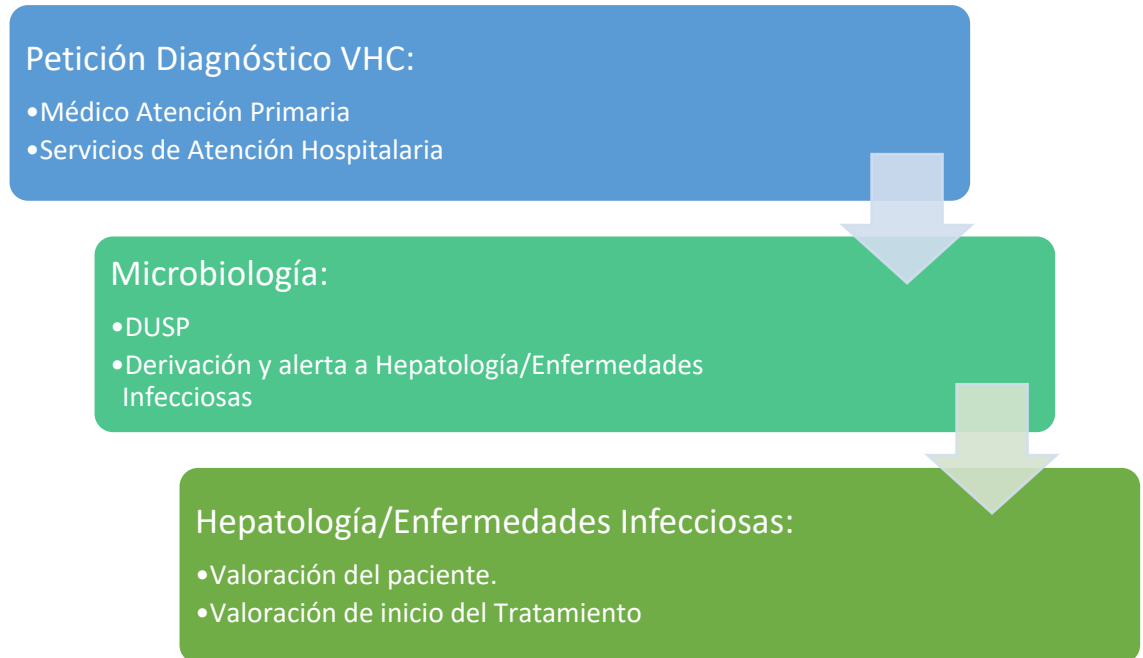 Petición Diagnóstico VHC:
•Médico Atención Primaria
•Servicios de Atención Hospitalaria
Microbiología:
•DUSP
•Derivación y alerta a Hepatología/Enfermedades
Infecciosas
Hepatología/Enfermedades Infecciosas:
•Valoración del paciente.
•Valoración de inicio del Tratamiento